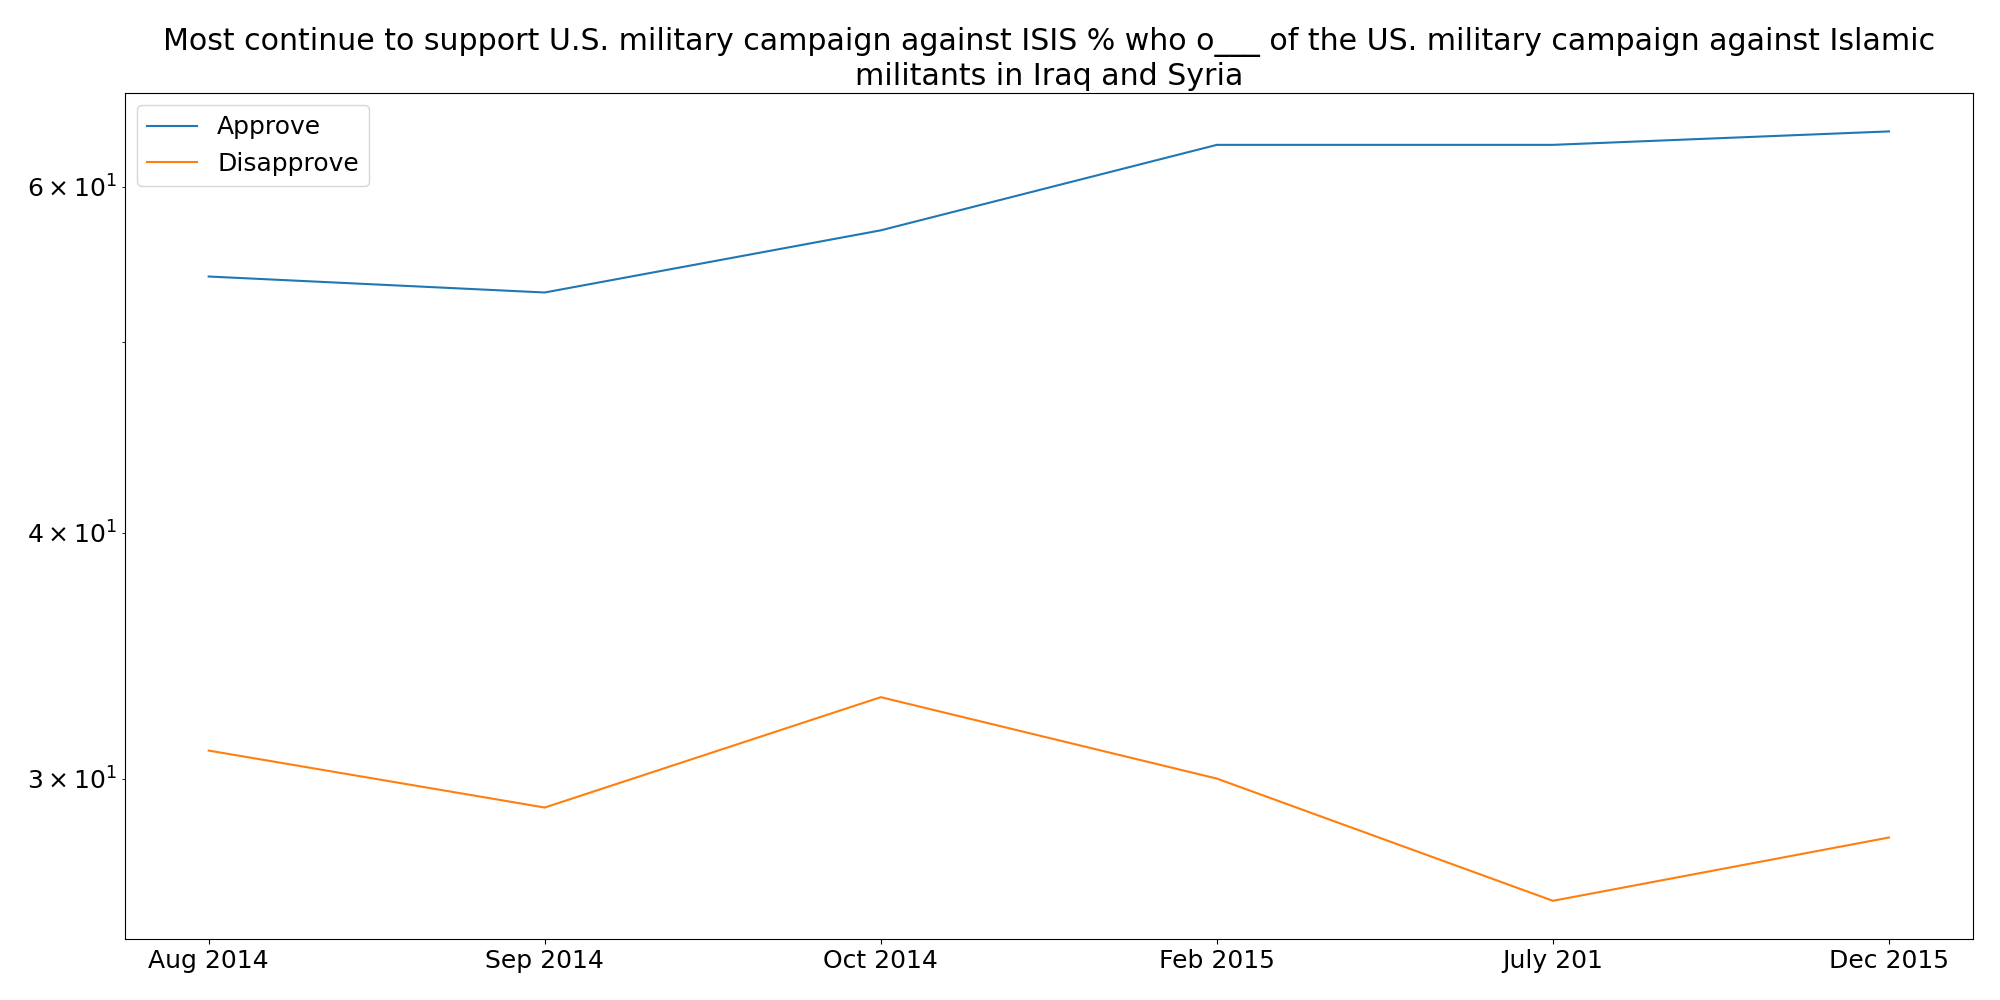 Most continue to support U.S. military campaign against ISIS % who o___ of the US. military campaign against Islamic
militants in Iraq and Syria
Approve
Disapprove
6 × 10¹
4 × 10¹
3 × 10¹
Aug 2014
Sep 2014
Oct 2014
Feb 2015
July 201
Dec 2015